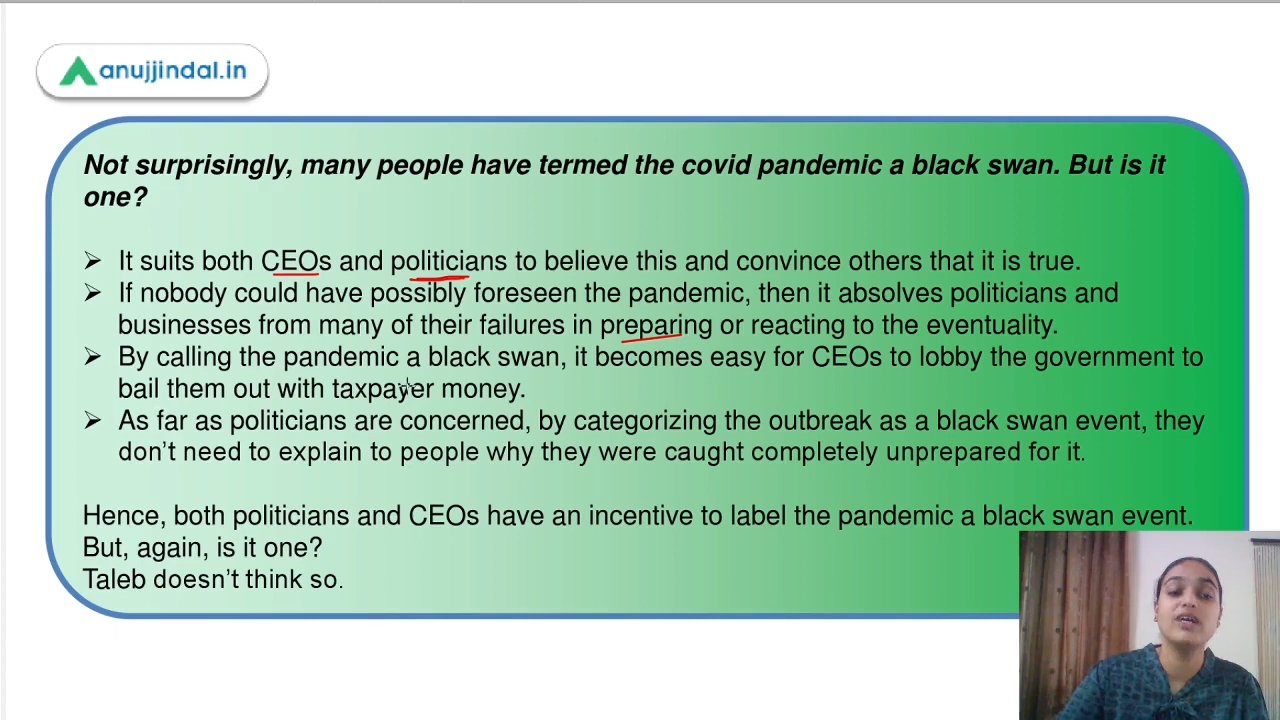 anujjindal.in
Not surprisingly, many people have termed the covid pandemic a black swan. But is it
one?
➢ It suits both CEOs and politicians to believe this and convince others that it is true.
➢ If nobody could have possibly foreseen the pandemic, then it absolves politicians and
businesses from many of their failures in preparing or reacting to the eventuality.
➢ By calling the pandemic a black swan, it becomes easy for CEOs to lobby the government to
bail them out with taxpayer money.
➢ As far as politicians are concerned, by categorizing the outbreak as a black swan event, they
don't need to explain to people why they were caught completely unprepared for it.
Hence, both politicians and CEOs have an incentive to label the pandemic a black swan event.
But, again, is it one?
Taleb doesn't think so.